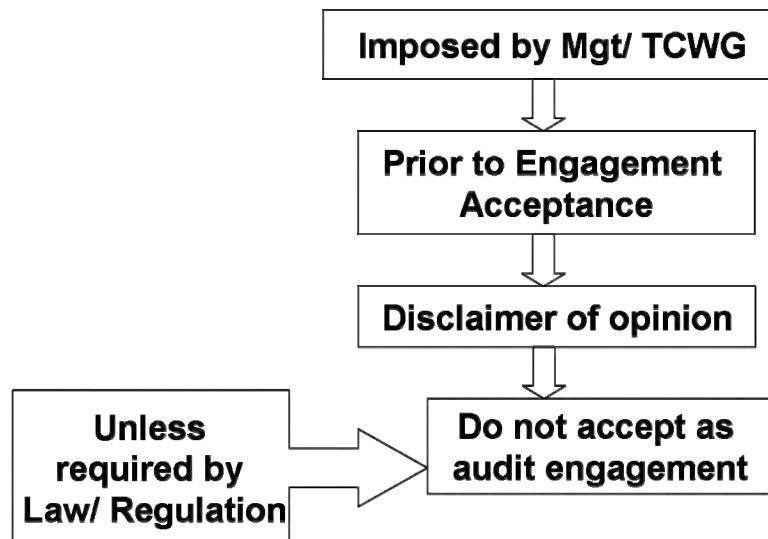 Imposed by Mgt/ TCWG
Prior to Engagement
Acceptance
Disclaimer of opinion
Do not accept as
audit engagement
Unless
required by
Law/ Regulation